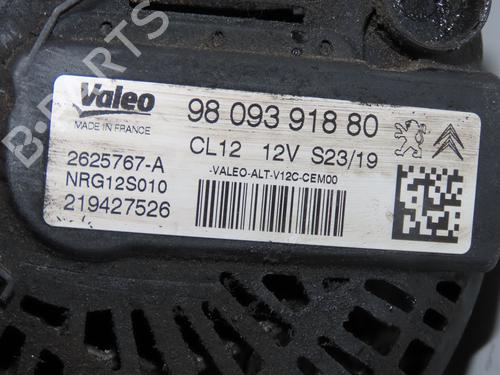 Valeo
MADE IN FRANCE
98 093 918 80
CL12 12V S23/19
2625767-A
NRG12S010
219427526
-VALEO-ALT-V12C-CEM00
B-PARTS